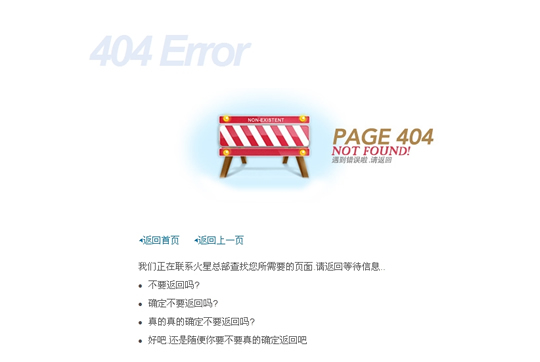 404 Error
NON-EXISTENT
PAGE 404
NOT FOUND!
遇到错误啦 ,请返回
返回首页 返回上一页
我们正在联系火星总部查找您所需要的页面.请返回等待信息..
不要返回吗?
确定不要返回吗?
真的真的确定不要返回吗?
好吧.还是随便你要不要真的确定返回吧